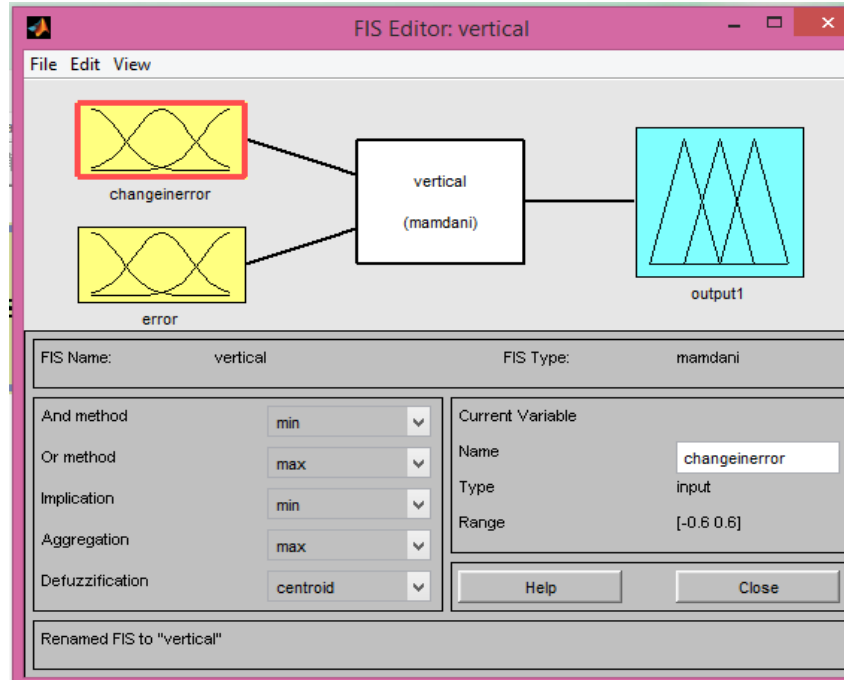 FIS Editor: vertical
File Edit View
changeinerror
error
vertical
(mamdani)
output1
FIS Name: vertical FIS Type: mamdani
And method min
Or method max
Implication min
Aggregation max
Defuzzification centroid
Current Variable
Name changeinerror
Type input
Range [-0.6 0.6]
Help Close
Renamed FIS to "vertical"